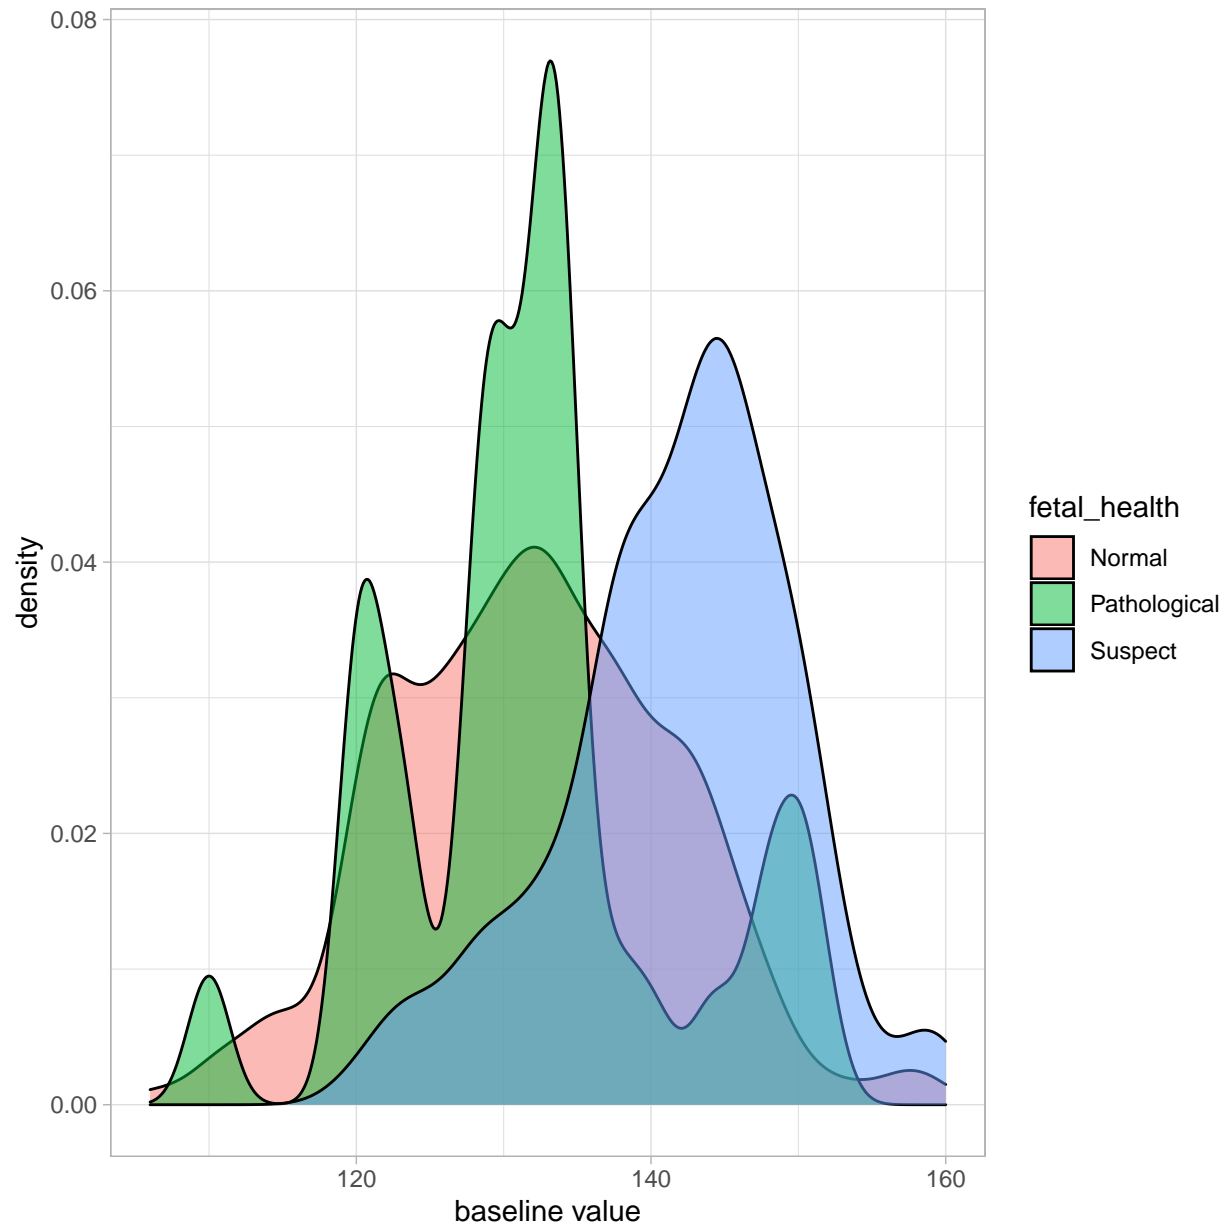 0.08
0.06
0.04
0.02
0.00
density
120 140 160
baseline value
fetal_health
Normal
Pathological
Suspect